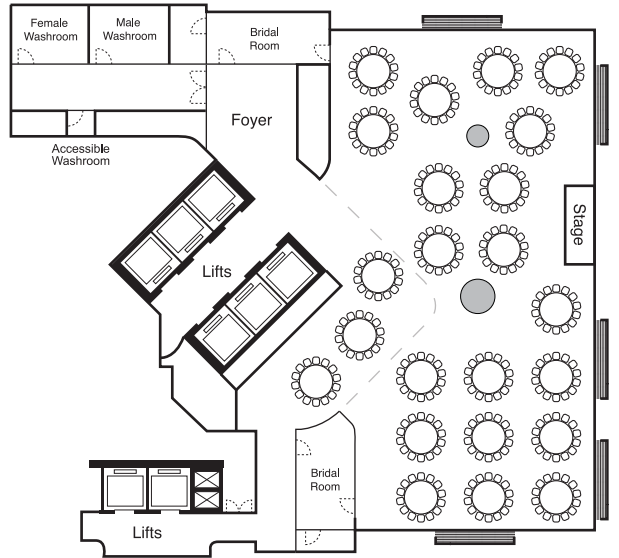 Female
Washroom
Male
Washroom
Bridal
Room
Foyer
Accessible
Washroom
Stage
Lifts
Bridal
Room
Lifts